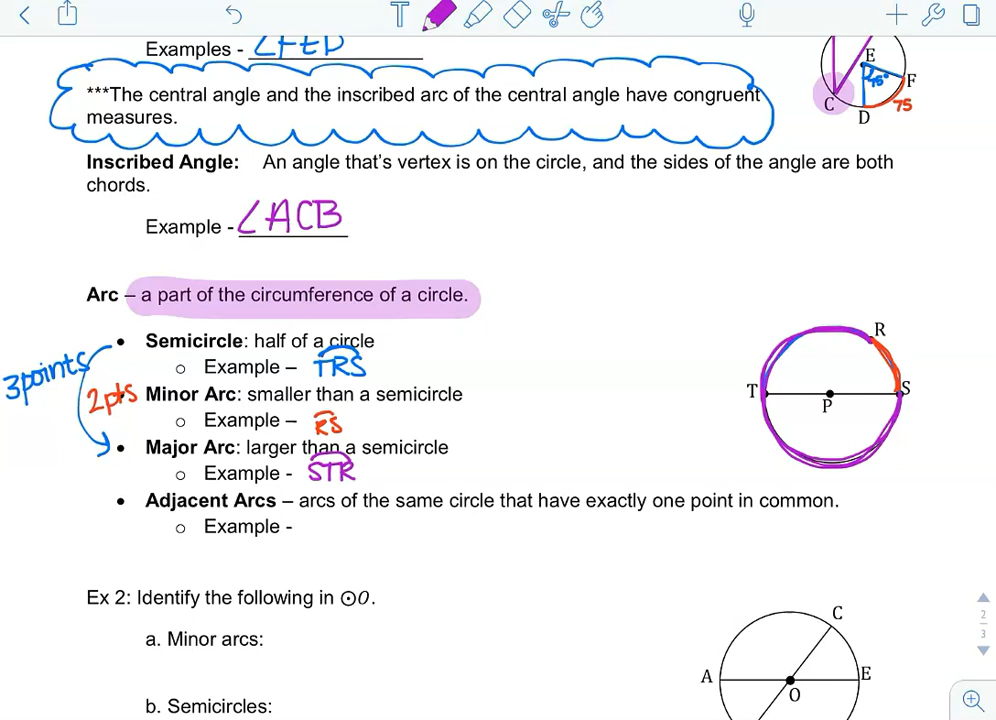 Examples - ∠FED
***The central angle and the inscribed arc of the central angle have congruent
measures.
E
75°
F
C
D
75
Inscribed Angle: An angle that's vertex is on the circle, and the sides of the angle are both
chords.
Example - ∠ACB
Arc – a part of the circumference of a circle.
• Semicircle: half of a circle
o Example – TRS
3points
2pts
Minor Arc: smaller than a semicircle
o Example – RS
• Major Arc: larger than a semicircle
o Example - STR
• Adjacent Arcs – arcs of the same circle that have exactly one point in common.
o Example -
R
T
S
P
Ex 2: Identify the following in ⊙O.
a. Minor arcs:
b. Semicircles:
C
A
E
O
2
3
T